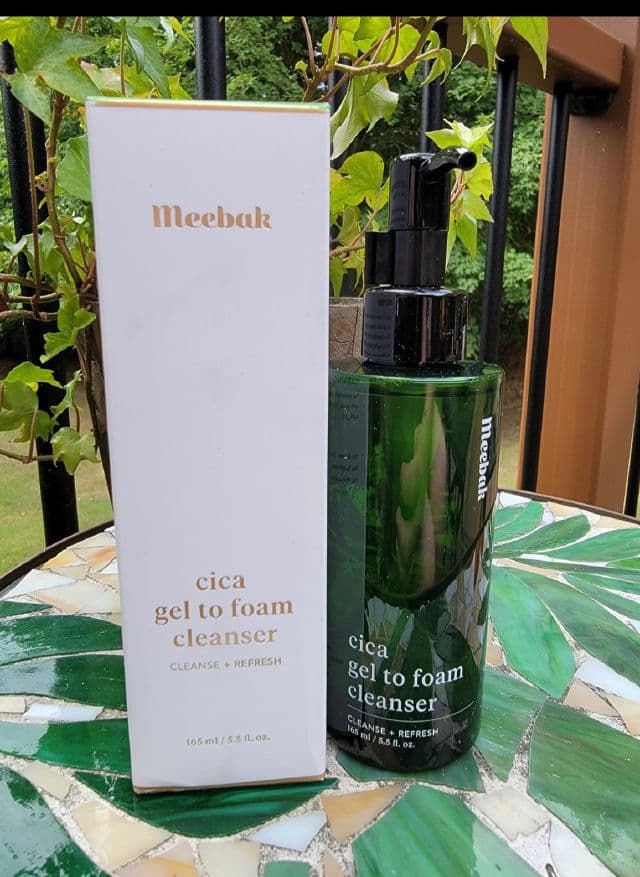 Meebak
cica
gel to foam
cleanser
CLEANSE + REFRESH
165 ml / 5.5 fl. oz.
Meebak
cica
gel to foam
cleanser
CLEANSE + REFRESH
165 ml / 5.5 fl. oz.